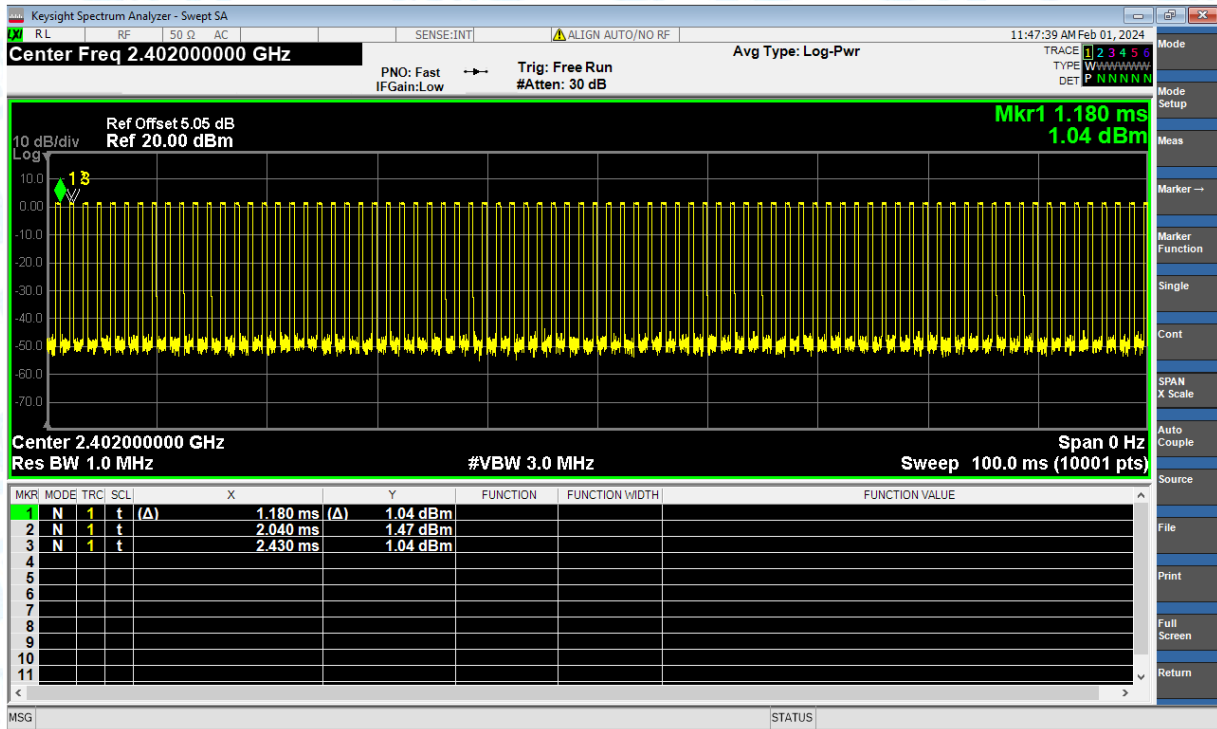 Keysight Spectrum Analyzer - Swept SA
LXI RL RF 50 Ω AC SENSE:INT ALIGN AUTO/NO RF 11:47:39 AM Feb 01, 2024
Center Freq 2.402000000 GHz
Avg Type: Log-Pwr
TRACE 1 2 3 4 5 6
PNO: Fast Trig: Free Run
TYPE WWWWWW
IFGain:Low #Atten: 30 dB
DET P N N N N N
Mkr1 1.180 ms
Ref Offset 5.05 dB
10 dB/div Ref 20.00 dBm
1.04 dBm
Log
10.0
0.00
-10.0
-20.0
-30.0
-40.0
-50.0
-60.0
-70.0
Center 2.402000000 GHz Span 0 Hz
Res BW 1.0 MHz #VBW 3.0 MHz Sweep 100.0 ms (10001 pts)
MKR MODE TRC SCL X Y FUNCTION FUNCTION WIDTH FUNCTION VALUE
1 N 1 t (Δ) 1.180 ms (Δ) 1.04 dBm
2 N 1 t 2.040 ms 1.47 dBm
3 N 1 t 2.430 ms 1.04 dBm
4
5
6
7
8
9
10
11
MSG STATUS
Mode
Mode
Setup
Meas
Marker→
Marker
Function
Single
Cont
SPAN
X Scale
Auto
Couple
Source
File
Print
Full
Screen
Return